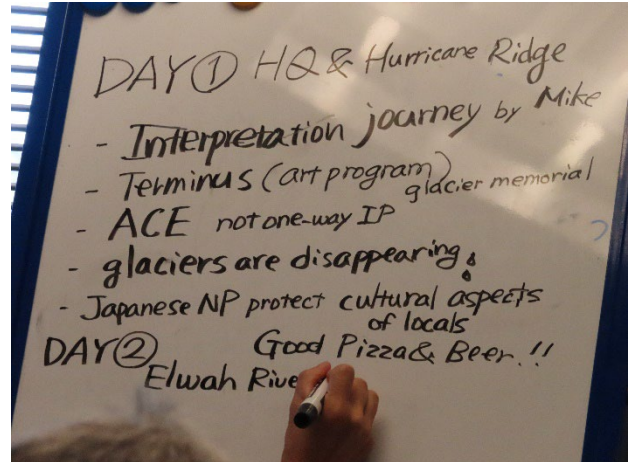 DAY① HQ & Hurricane Ridge
- Interpretation journey by Mike
- Terminus (art program) glacier memorial
- ACE not one-way IP
- glaciers are disappearing!
- Japanese NP protect cultural aspects
of locals
Good Pizza & Beer!!
DAY②
Elwah Rive